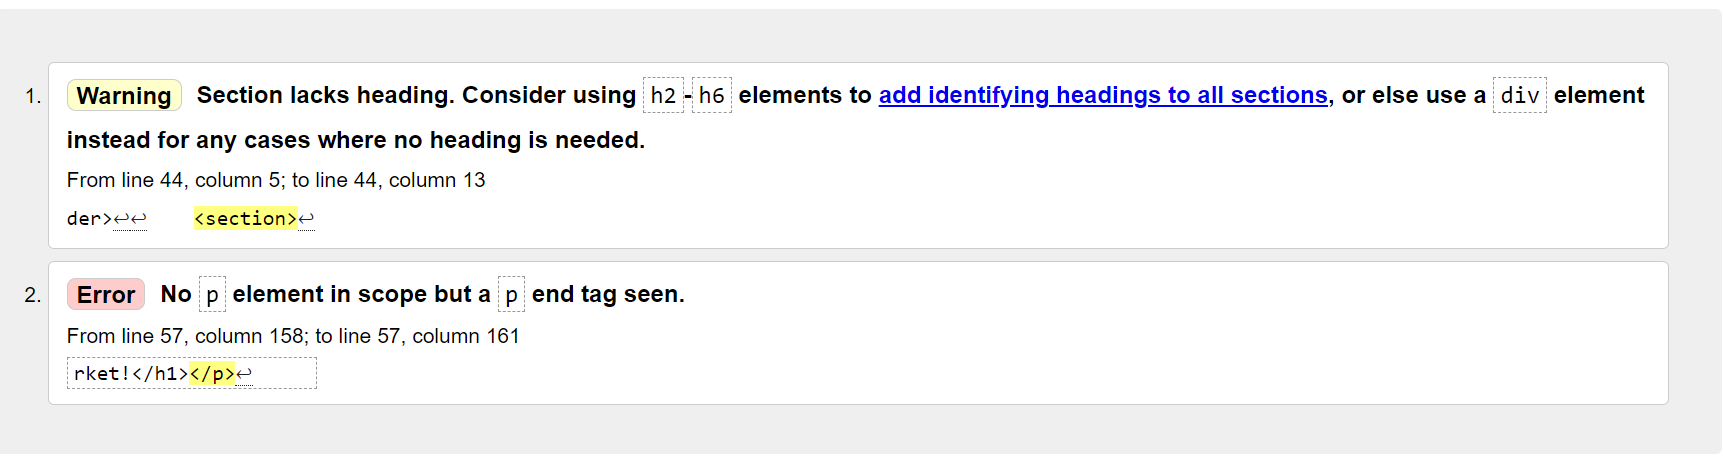 1. Warning Section lacks heading. Consider using h2-h6 elements to add identifying headings to all sections, or else use a div element
instead for any cases where no heading is needed.
From line 44, column 5; to line 44, column 13
der>↩↩    <section>↩
2. Error No p element in scope but a p end tag seen.
From line 57, column 158; to line 57, column 161
rket!</h1></p>↩